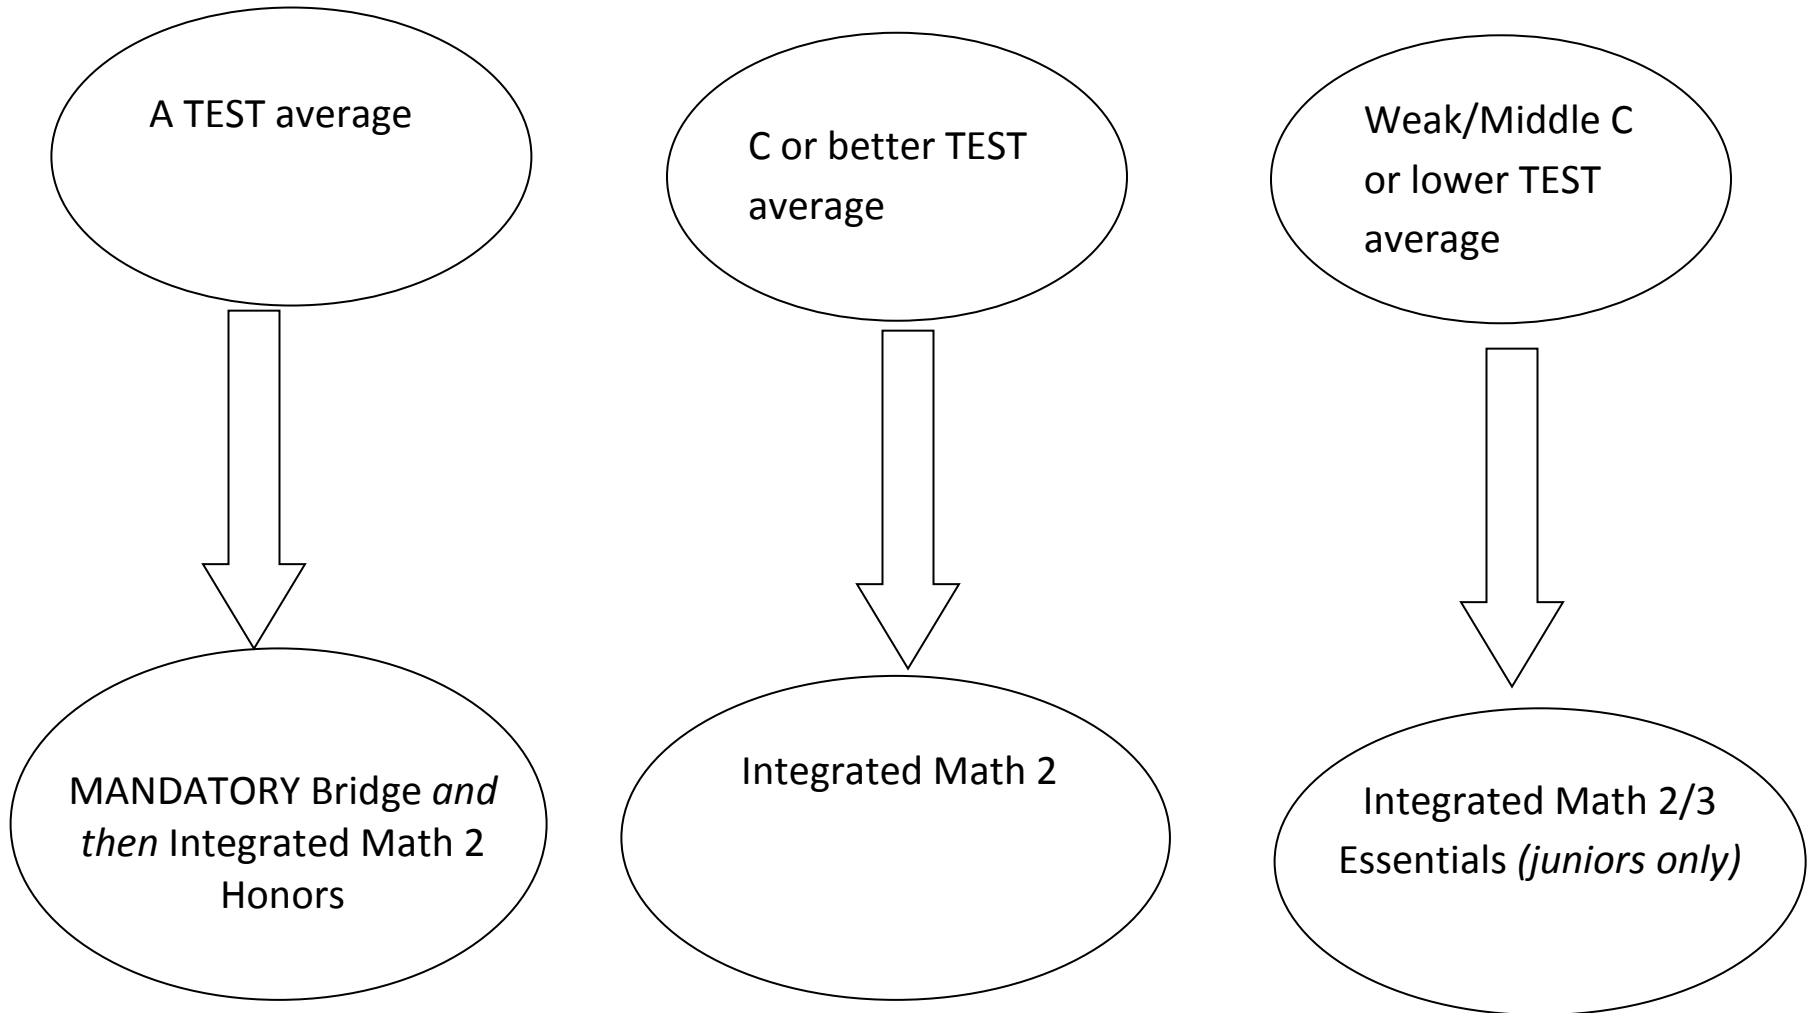 A TEST average
C or better TEST
average
Weak/Middle C
or lower TEST
average
MANDATORY Bridge and
then Integrated Math 2
Honors
Integrated Math 2
Integrated Math 2/3
Essentials (juniors only)